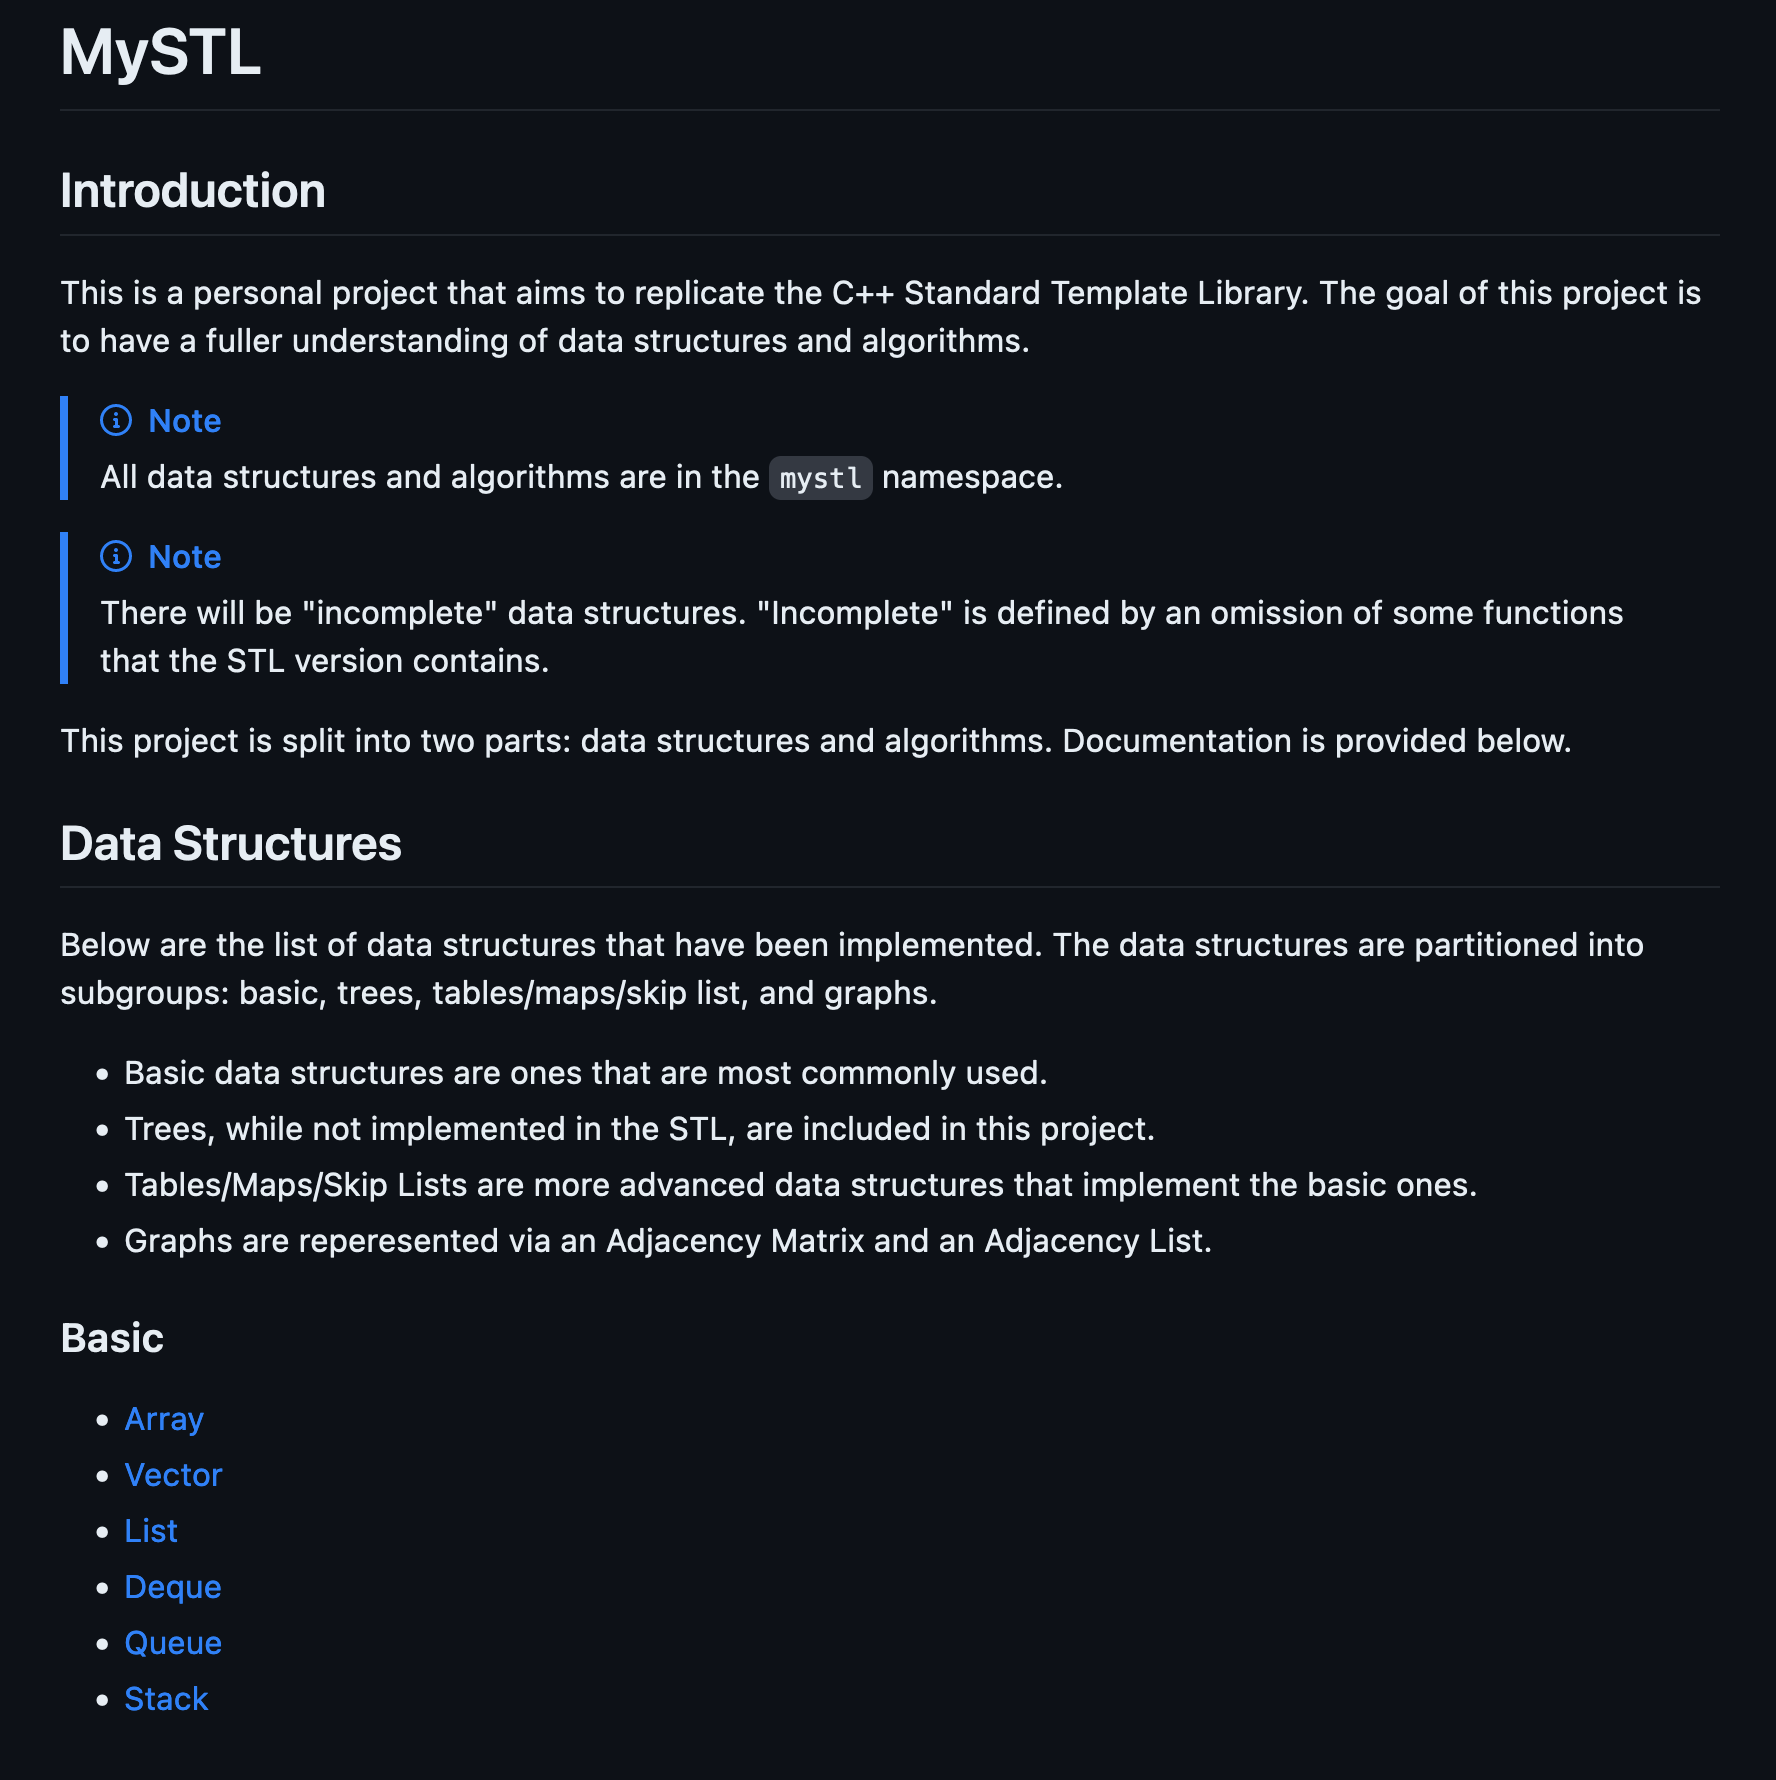 MySTL
Introduction
This is a personal project that aims to replicate the C++ Standard Template Library. The goal of this project is
to have a fuller understanding of data structures and algorithms.
Note
All data structures and algorithms are in the mystl namespace.
Note
There will be "incomplete" data structures. "Incomplete" is defined by an omission of some functions
that the STL version contains.
This project is split into two parts: data structures and algorithms. Documentation is provided below.
Data Structures
Below are the list of data structures that have been implemented. The data structures are partitioned into
subgroups: basic, trees, tables/maps/skip list, and graphs.
• Basic data structures are ones that are most commonly used.
• Trees, while not implemented in the STL, are included in this project.
• Tables/Maps/Skip Lists are more advanced data structures that implement the basic ones.
• Graphs are reperesented via an Adjacency Matrix and an Adjacency List.
Basic
• Array
• Vector
• List
• Deque
• Queue
• Stack